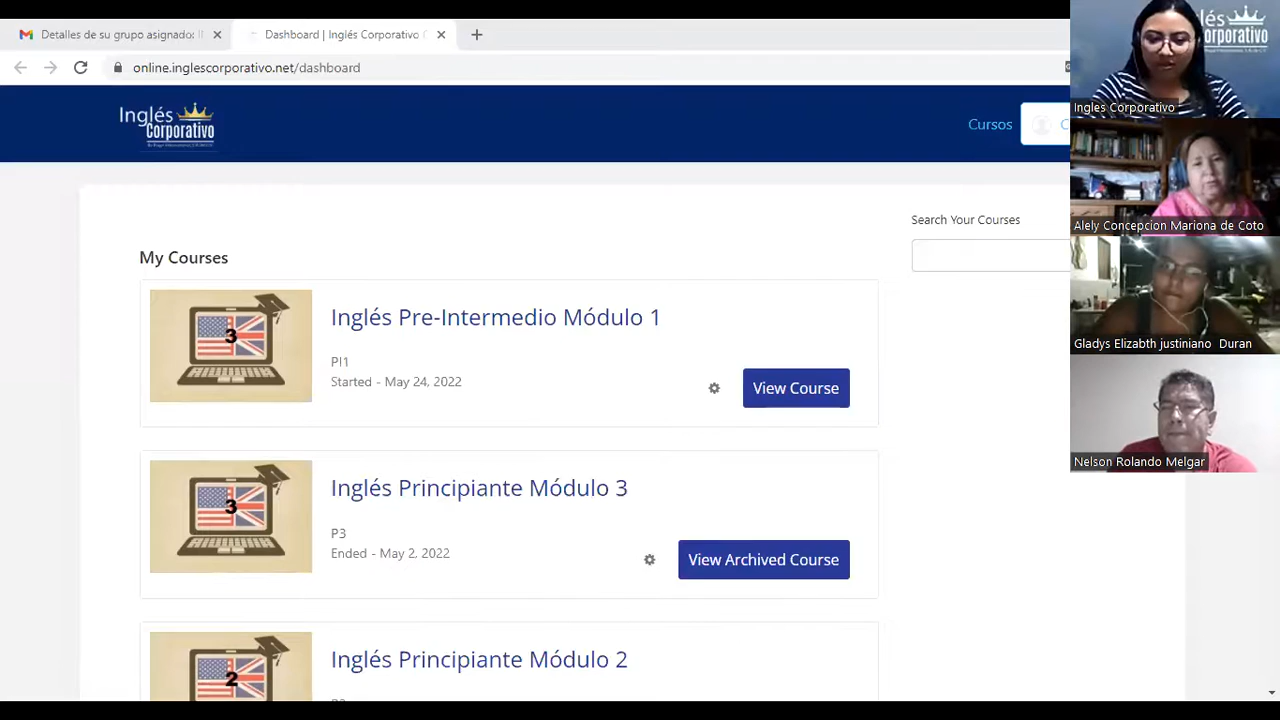 Detalles de su grupo asignado: I
Dashboard | Inglés Corporativo
online.inglescorporativo.net/dashboard
Inglés
Corporativo
Cursos
My Courses
Search Your Courses
3
Inglés Pre-Intermedio Módulo 1
PI1
Started - May 24, 2022
View Course
3
Inglés Principiante Módulo 3
P3
Ended - May 2, 2022
View Archived Course
2
Inglés Principiante Módulo 2
Ingles Corporativo
Alely Concepcion Mariona de Coto
Gladys Elizabth justiniano Duran
Nelson Rolando Melgar